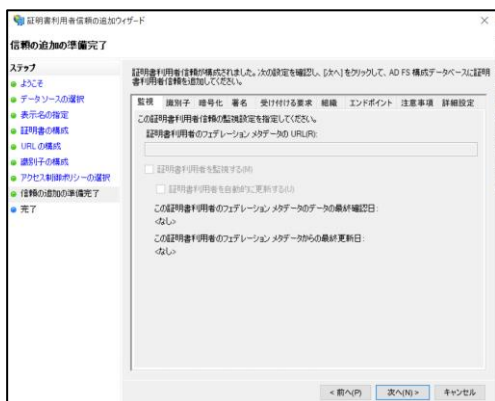 証明書利用者信頼の追加ウィザード
信頼の追加の準備完了
ステップ
ようこそ
データソースの選択
表示名の指定
証明書の構成
URL の構成
識別子の構成
アクセス制御ポリシーの選択
信頼の追加の準備完了
完了
証明書利用者信頼が構成されました。次の設定を確認し、[次へ] をクリックして、AD FS 構成データベースに証明
書利用者信頼を追加してください。
監視 識別子 暗号化 署名 受け付ける要求 組織 エンドポイント 注意事項 詳細設定
この証明書利用者信頼の監視設定を指定してください。
証明書利用者のフェデレーション メタデータの URL(R):
証明書利用者を監視する(M)
証明書利用者を自動的に更新する(U)
この証明書利用者のフェデレーション メタデータのデータの最終確認日:
<なし>
この証明書利用者のフェデレーション メタデータからの最終更新日:
<なし>
< 前へ(P) 次へ(N) > キャンセル